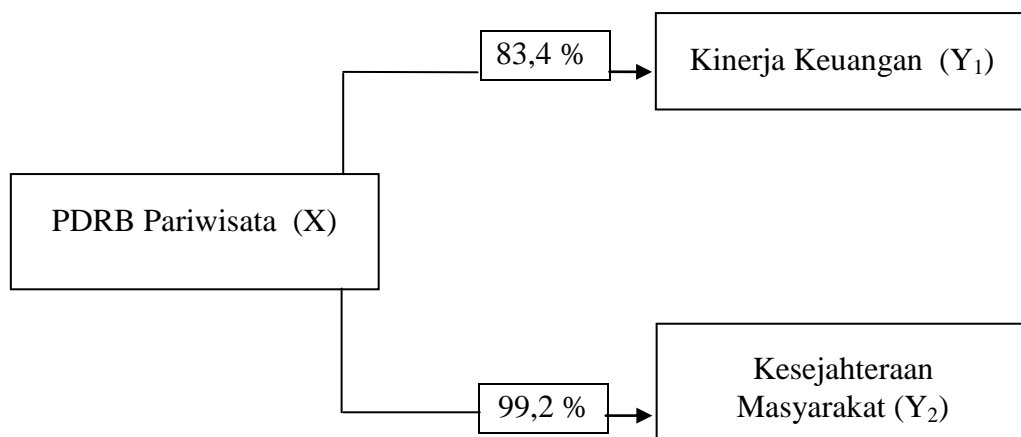 83,4 %
Kinerja Keuangan (Y₁)
PDRB Pariwisata (X)
99,2 %
Kesejahteraan
Masyarakat (Y₂)